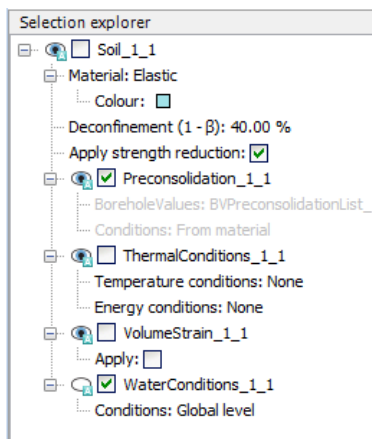 Selection explorer
Soil_1_1
Material: Elastic
Colour:
Deconfinement (1 - β): 40.00 %
Apply strength reduction:
Preconsolidation_1_1
BoreholeValues: BVPreconsolidationList_
Conditions: From material
ThermalConditions_1_1
Temperature conditions: None
Energy conditions: None
VolumeStrain_1_1
Apply:
WaterConditions_1_1
Conditions: Global level